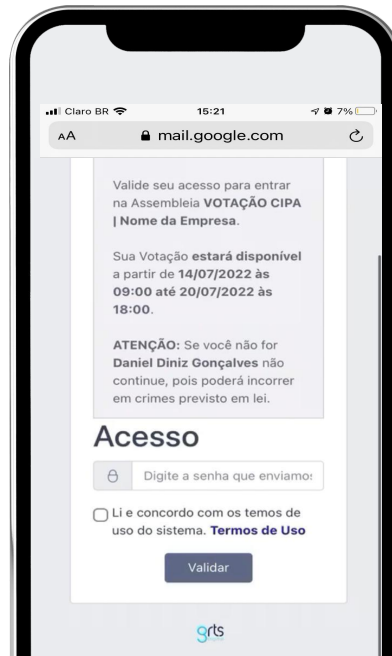 Claro BR 15:21 7%
AA mail.google.com
Valide seu acesso para entrar
na Assembleia VOTAÇÃO CIPA
| Nome da Empresa.
Sua Votação estará disponível
a partir de 14/07/2022 às
09:00 até 20/07/2022 às
18:00.
ATENÇÃO: Se você não for
Daniel Diniz Gonçalves não
continue, pois poderá incorrer
em crimes previsto em lei.
Acesso
Digite a senha que enviamos
Li e concordo com os temos de
uso do sistema. Termos de Uso
Validar
grts